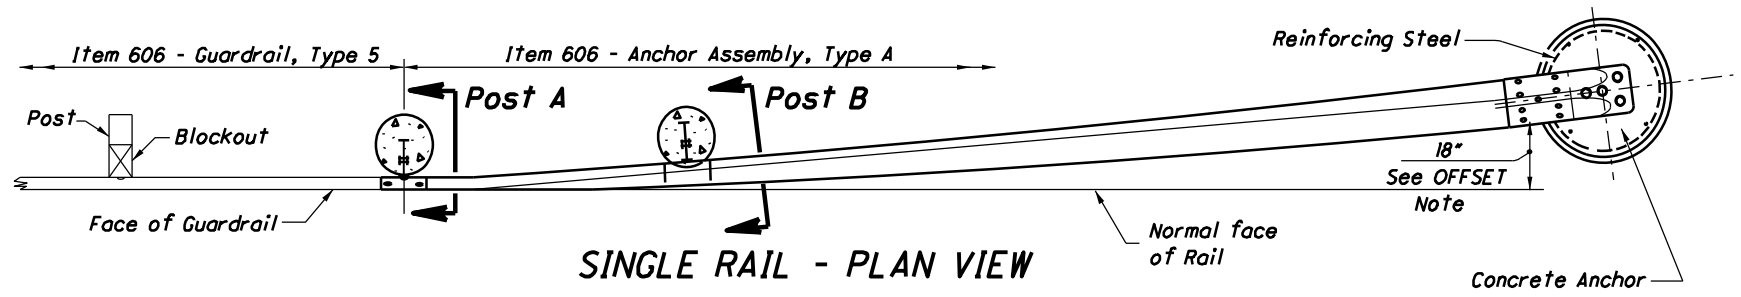 Item 606 - Guardrail, Type 5
Item 606 - Anchor Assembly, Type A
Reinforcing Steel
Post
Blockout
Post A
Post B
18"
See OFFSET
Note
Face of Guardrail
Normal face
of Rail
SINGLE RAIL - PLAN VIEW
Concrete Anchor